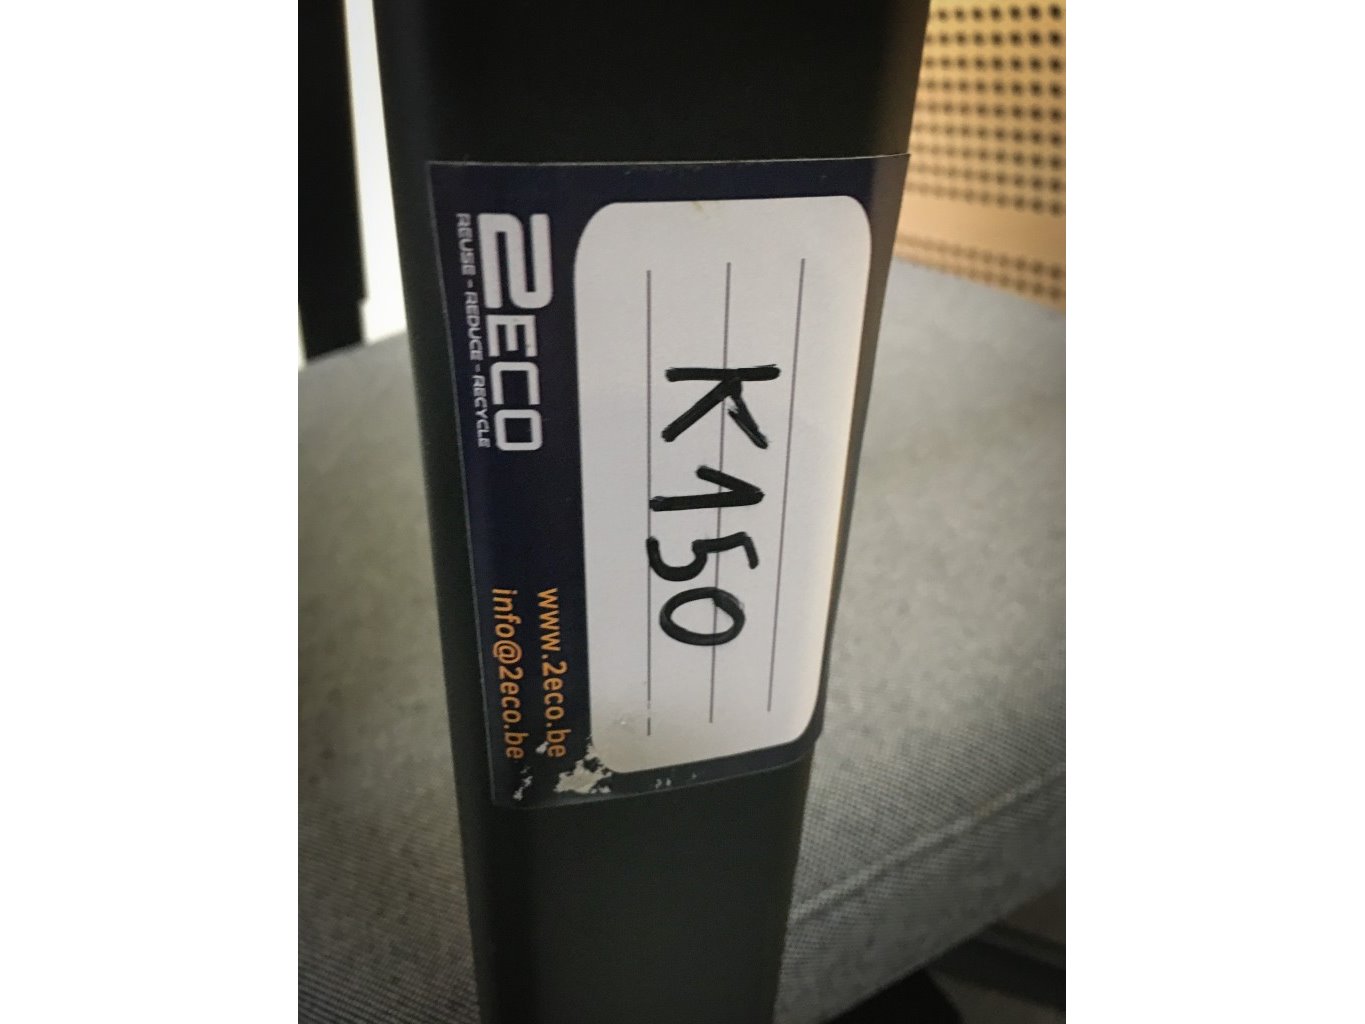 K150
2ECO
REUSE - REDUCE - RECYCLE
www.2eco.be
info@2eco.be